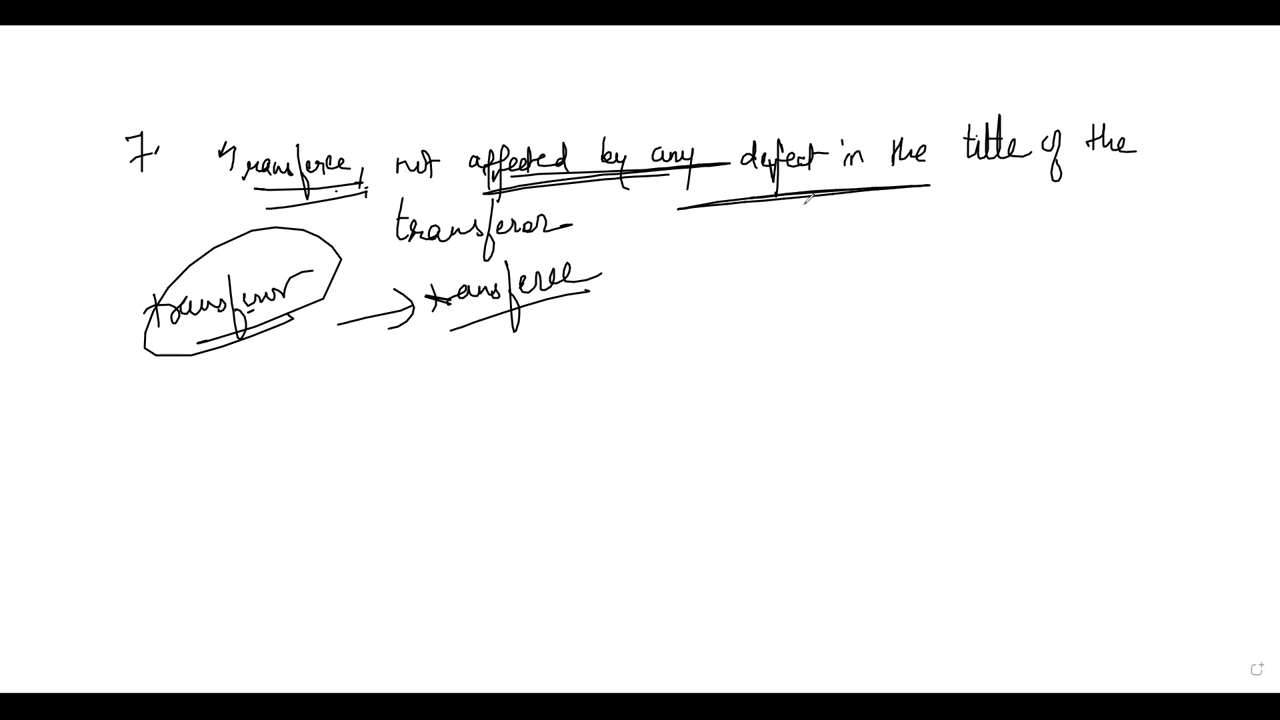 7. Transferee, not affected by any defect in the title of the
transferor
transferor → transferee